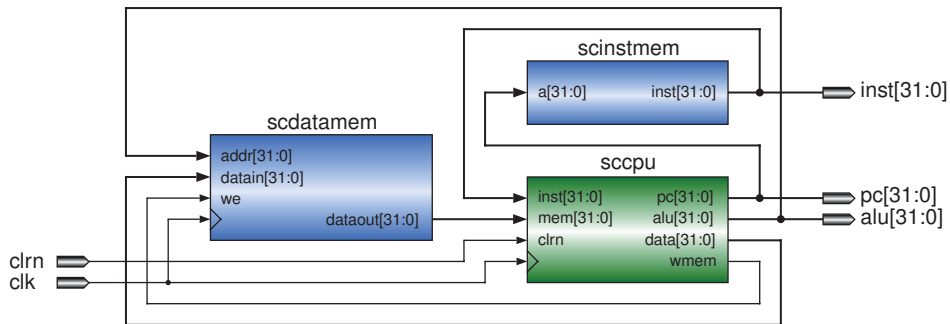 scinstmem
a[31:0] inst[31:0]
inst[31:0]
scdatamem
addr[31:0]
datain[31:0]
we
dataout[31:0]
sccpu
inst[31:0] pc[31:0]
mem[31:0] alu[31:0]
clrn data[31:0]
wmem
pc[31:0]
alu[31:0]
clrn
clk